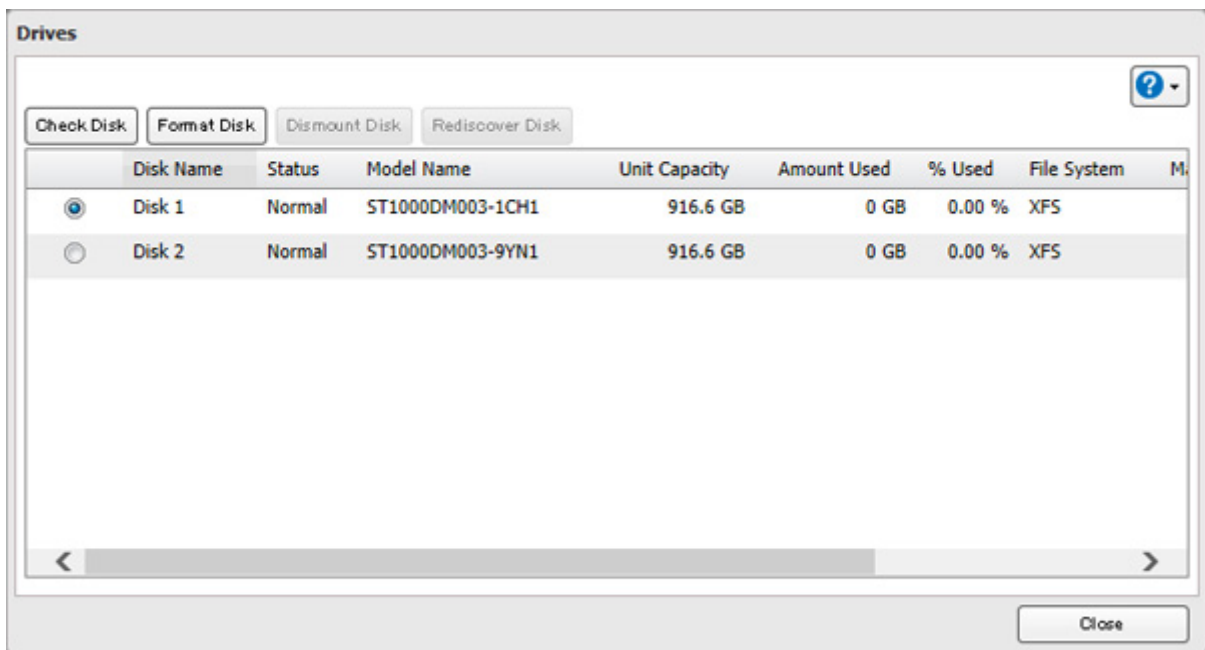 Drives
?
Check Disk Format Disk Dismount Disk Rediscover Disk
Disk Name Status Model Name Unit Capacity Amount Used % Used File System
Disk 1 Normal ST1000DM003-1CH1 916.6 GB 0 GB 0.00 % XFS
Disk 2 Normal ST1000DM003-9YN1 916.6 GB 0 GB 0.00 % XFS
Close